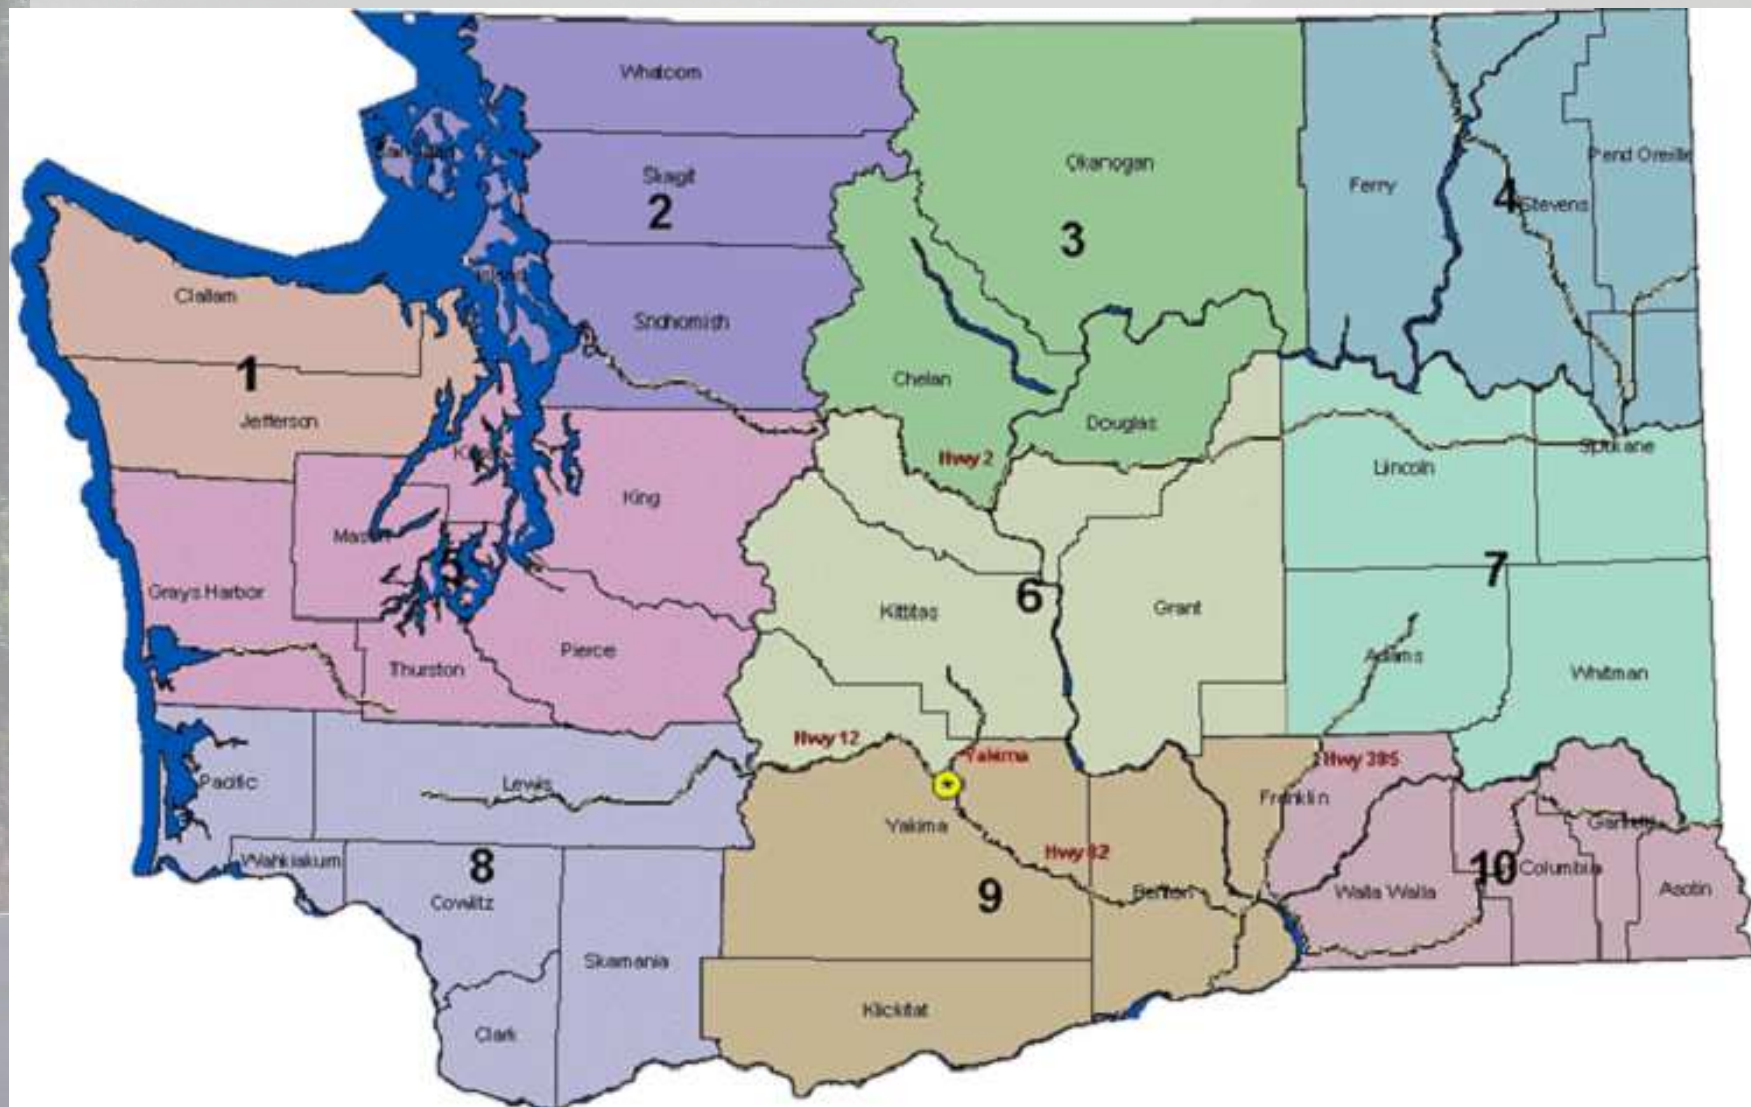 Whatcom
Okanogan
Ferry
Pend Oreille
Skagit
2
3
4
Stevens
Clallam
Snohomish
1
Jefferson
Chelan
Douglas
Hwy 2
Lincoln
Spokane
King
Mason
5
Grays Harbor
Kittitas
6
Grant
7
Pierce
Thurston
Adams
Whitman
Hwy 12
Yakima
Hwy 395
Pacific
Lewis
Franklin
Yakima
Garfield
Wahkiakum
8
Hwy 82
10
Columbia
Cowlitz
9
Benton
Walla Walla
Asotin
Skamania
Klickitat
Clark